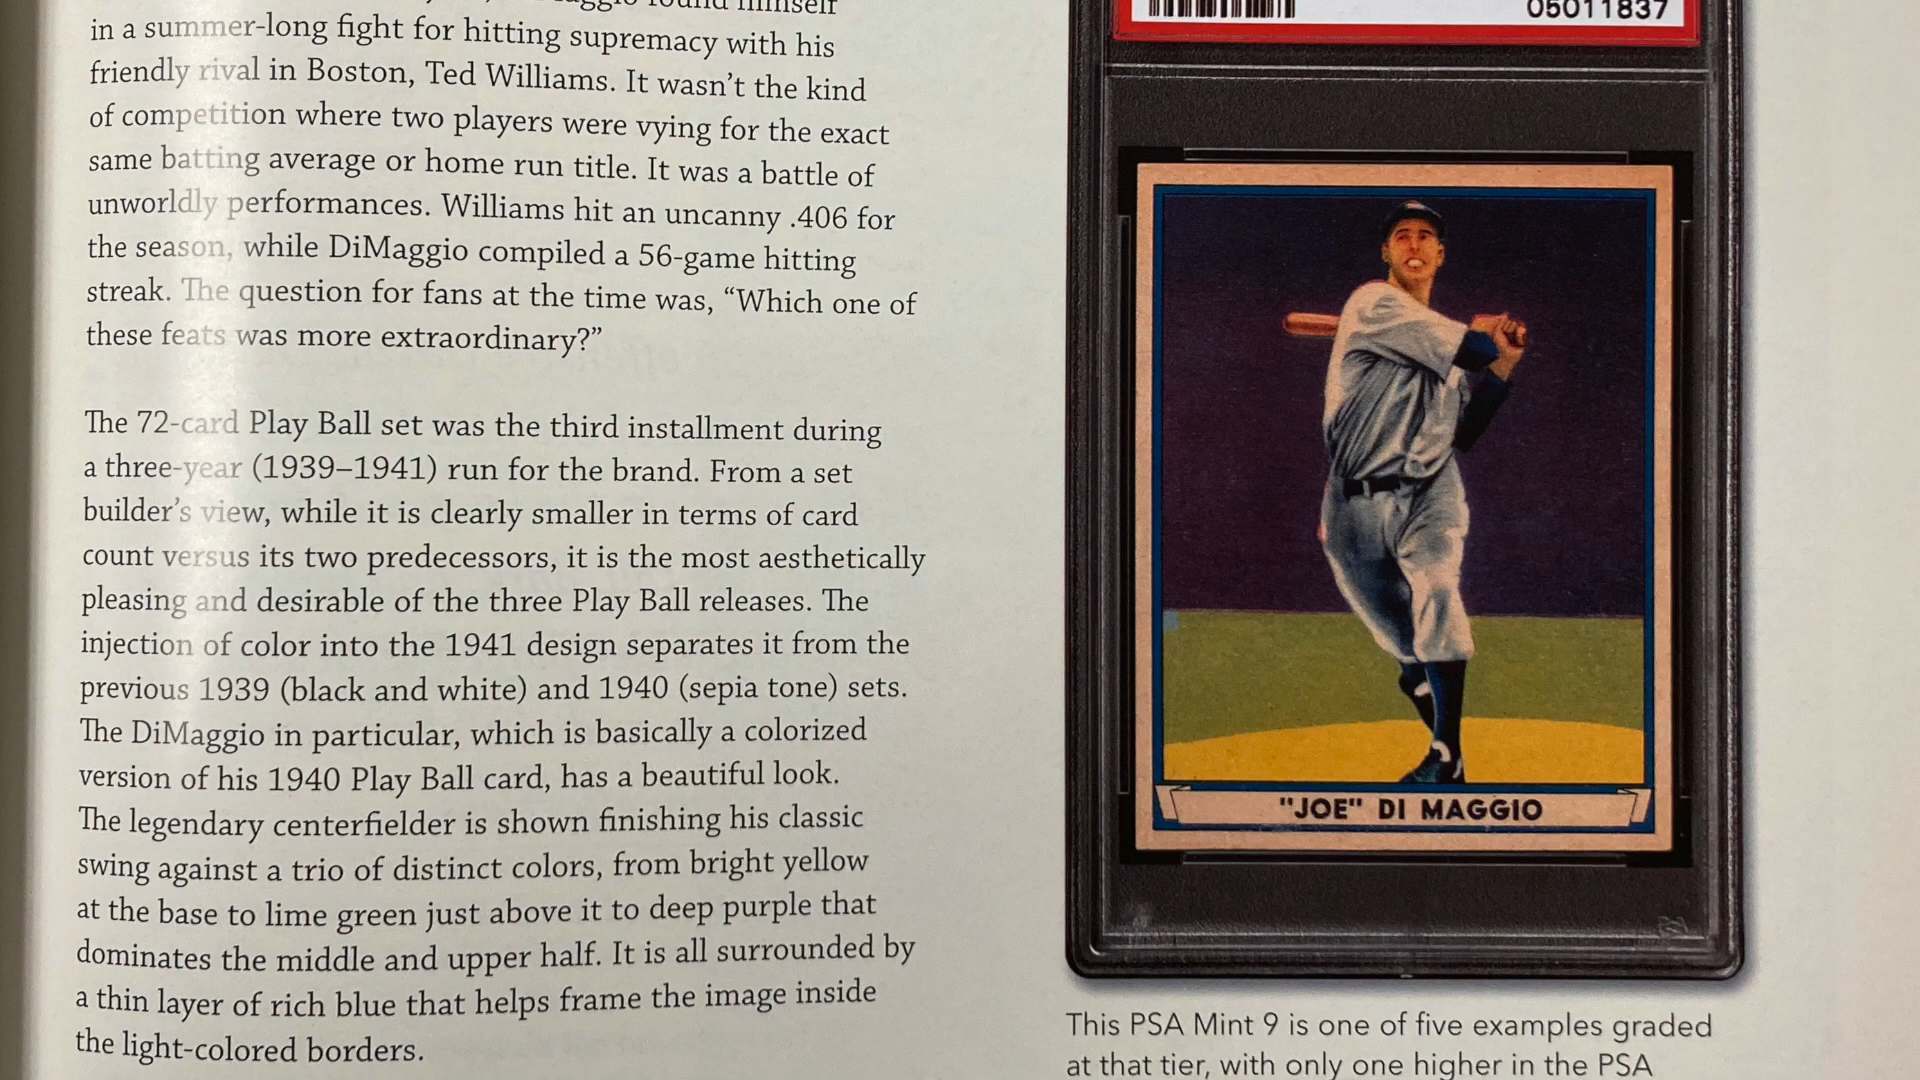 himself
in a summer-long fight for hitting supremacy with his
friendly rival in Boston, Ted Williams. It wasn’t the kind
of competition where two players were vying for the exact
same batting average or home run title. It was a battle of
unworldly performances. Williams hit an uncanny .406 for
the season, while DiMaggio compiled a 56-game hitting
streak. The question for fans at the time was, “Which one of
these feats was more extraordinary?”
The 72-card Play Ball set was the third installment during
a three-year (1939–1941) run for the brand. From a set
builder’s view, while it is clearly smaller in terms of card
count versus its two predecessors, it is the most aesthetically
pleasing and desirable of the three Play Ball releases. The
injection of color into the 1941 design separates it from the
previous 1939 (black and white) and 1940 (sepia tone) sets.
The DiMaggio in particular, which is basically a colorized
version of his 1940 Play Ball card, has a beautiful look.
The legendary centerfielder is shown finishing his classic
swing against a trio of distinct colors, from bright yellow
at the base to lime green just above it to deep purple that
dominates the middle and upper half. It is all surrounded by
a thin layer of rich blue that helps frame the image inside
the light-colored borders.
05011837
"JOE" DI MAGGIO
This PSA Mint 9 is one of five examples graded
at that tier, with only one higher in the PSA